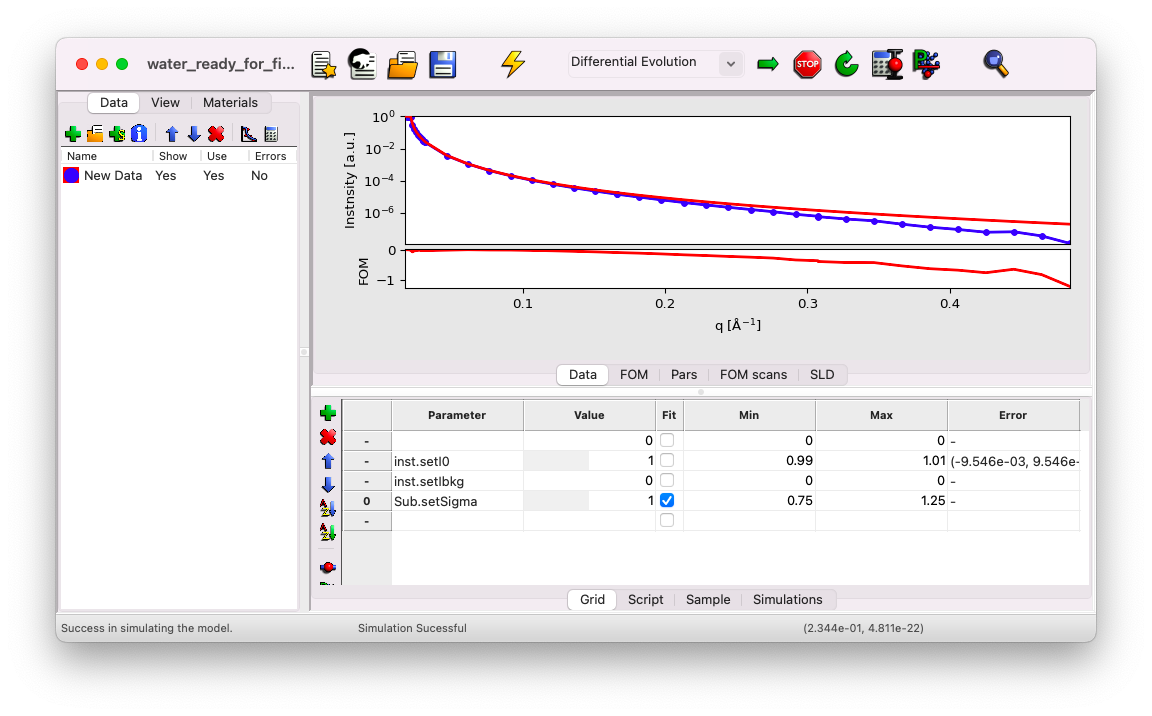 water_ready_for_fi...
STOP
Differential Evolution
Data View Materials
Name Show Use Errors
New Data Yes Yes No
10⁰
10⁻²
10⁻⁴
10⁻⁶
Instnsity [a.u.]
0
−1
FOM
0.1 0.2 0.3 0.4
q [Å⁻¹]
Data FOM Pars FOM scans SLD
Parameter Value Fit Min Max Error
- 0 0 0 -
- inst.setI0 1 0.99 1.01 (-9.546e-03, 9.546e-
- inst.setIbkg 0 0 0 -
0 Sub.setSigma 1 0.75 1.25 -
-
Grid Script Sample Simulations
Success in simulating the model. Simulation Sucessful (2.344e-01, 4.811e-22)